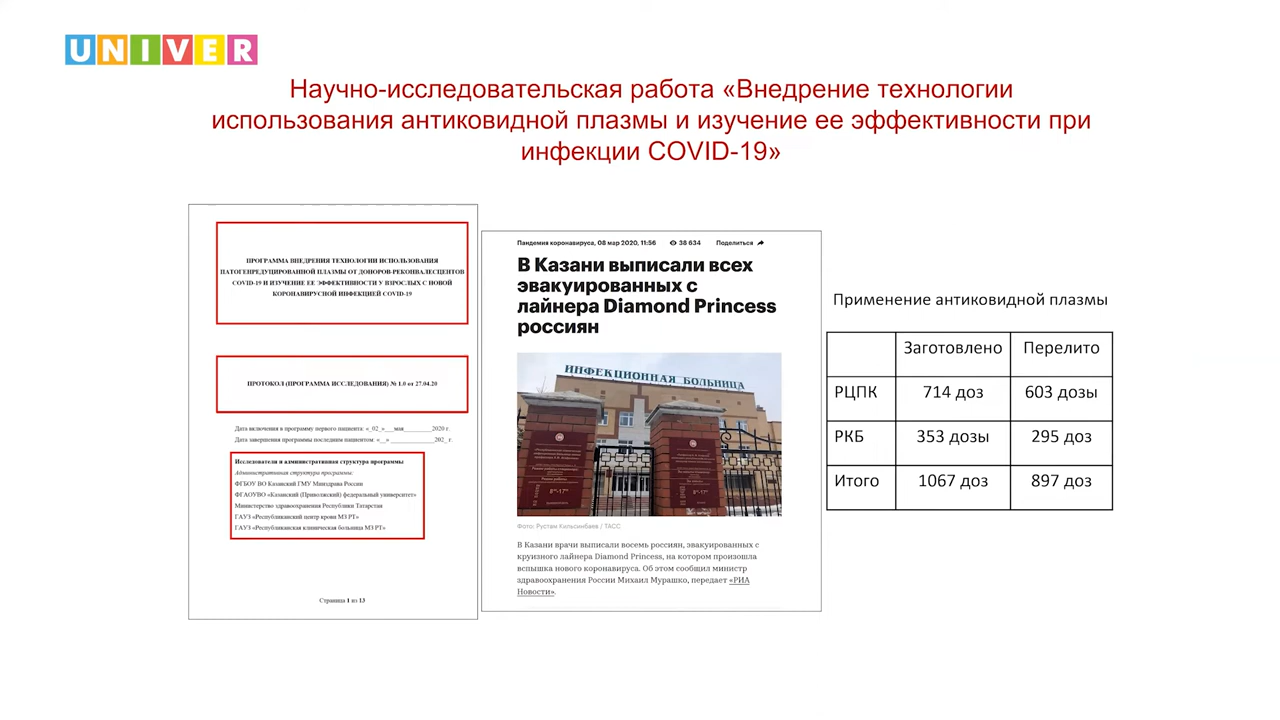 UNIVER
Научно-исследовательская работа «Внедрение технологии
использования антиковидной плазмы и изучение ее эффективности при
инфекции COVID-19»
ПРОГРАММА ВНЕДРЕНИЯ ТЕХНОЛОГИИ ИСПОЛЬЗОВАНИЯ
ПАТОГЕНРЕДУЦИРОВАННОЙ ПЛАЗМЫ ОТ ДОНОРОВ-РЕКОНВАЛЕСЦЕНТОВ
COVID-19 И ИЗУЧЕНИЕ ЕЕ ЭФФЕКТИВНОСТИ У ВЗРОСЛЫХ С НОВОЙ
КОРОНАВИРУСНОЙ ИНФЕКЦИЕЙ COVID-19
ПРОТОКОЛ (ПРОГРАММА ИССЛЕДОВАНИЯ) № 1.0 от 27.04.20
Дата включения в программу первого пациента: «_02_»___мая________2020 г.
Дата завершения программы последним пациентом: «__» ____________202_ г.
Исследователи и административная структура программы
Административная структура программы:
ФГБОУ ВО Казанский ГМУ Минздрава России
ФГАОУВО «Казанский (Приволжский) федеральный университет»
Министерство здравоохранения Республики Татарстан
ГАУЗ «Республиканский центр крови МЗ РТ»
ГАУЗ «Республиканская клиническая больница МЗ РТ»
Страница 1 из 13
Пандемия коронавируса, 08 мар 2020, 11:56 38 634 Поделиться
В Казани выписали всех
эвакуированных с
лайнера Diamond Princess
россиян
ИНФЕКЦИОННАЯ БОЛЬНИЦА
8⁰⁰-17⁰⁰
Фото: Рустам Кильсинбаев / ТАСС
В Казани врачи выписали восемь россиян, эвакуированных с
круизного лайнера Diamond Princess, на котором произошла
вспышка нового коронавируса. Об этом сообщил министр
здравоохранения России Михаил Мурашко, передает «РИА
Новости».
Применение антиковидной плазмы
Заготовлено Перелито
РЦПК 714 доз 603 дозы
РКБ 353 дозы 295 доз
Итого 1067 доз 897 доз